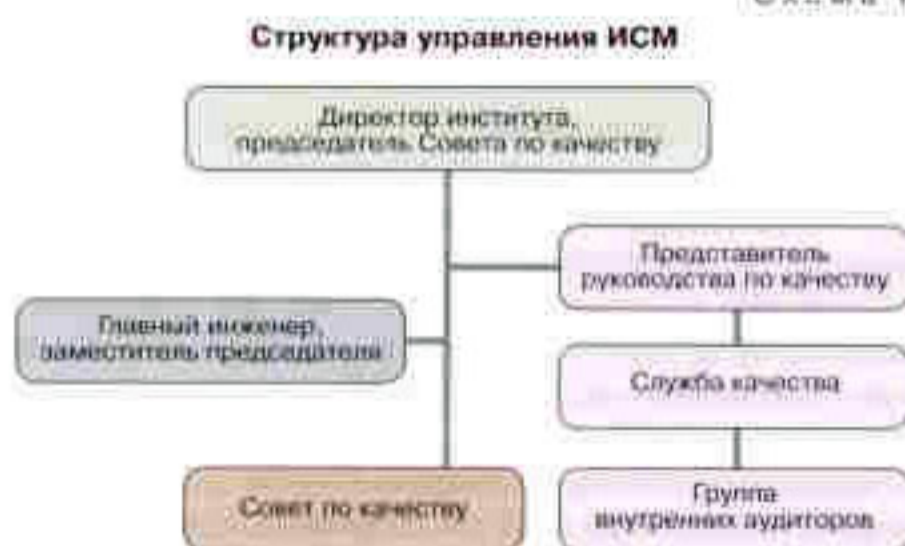 Структура управления ИСМ
Директор института,
председатель Совета по качеству
Представитель
руководства по качеству
Главный инженер,
заместитель председателя
Служба качества
Совет по качеству
Группа
внутренних аудиторов